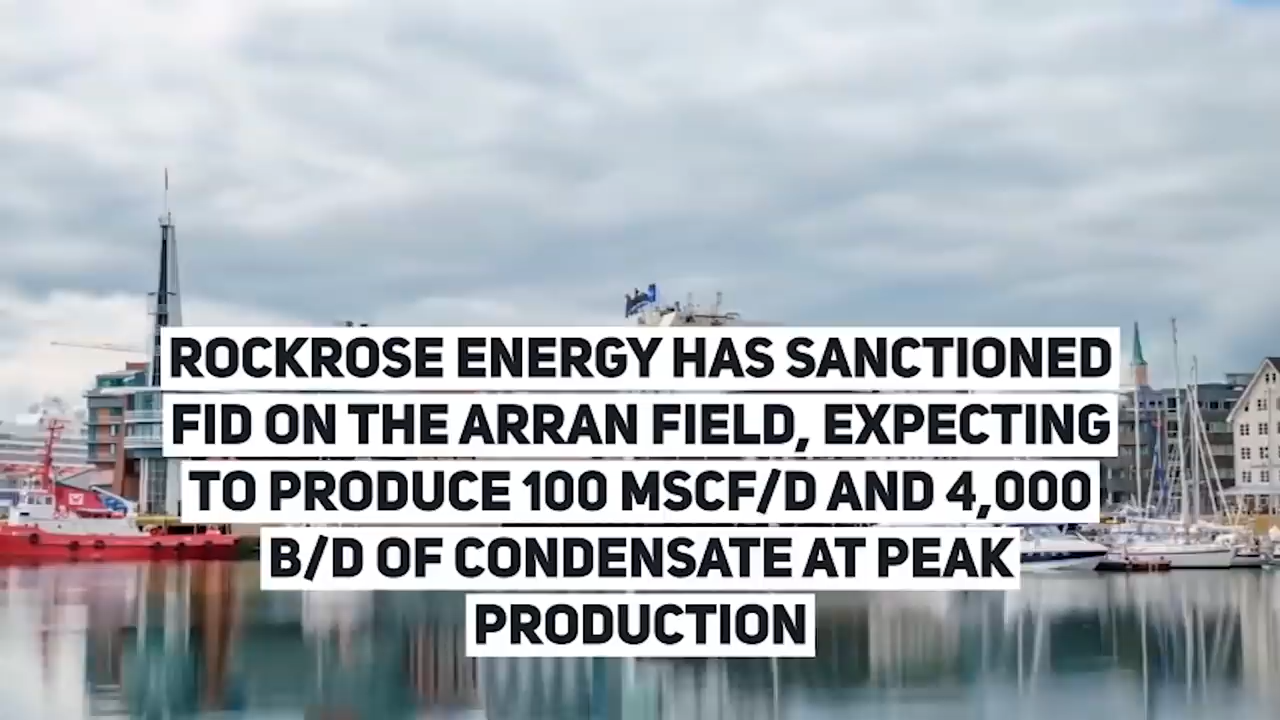 ROCKROSE ENERGY HAS SANCTIONED
FID ON THE ARRAN FIELD, EXPECTING
TO PRODUCE 100 MSCF/D AND 4,000
B/D OF CONDENSATE AT PEAK
PRODUCTION